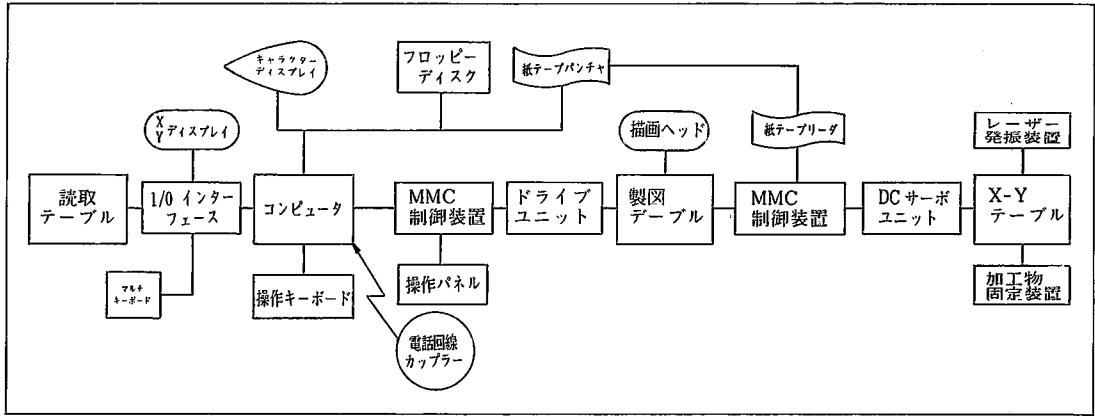 キャラクター
ディスプレイ
フロッピー
ディスク
紙テープパンチャ
X
Y ディスプレイ
描画ヘッド
紙テープリーダ
レーザー
発振装置
読取
テーブル
1/0 インター
フェース
コンピュータ
MMC
制御装置
ドライブ
ユニット
製図
デーブル
MMC
制御装置
DC サーボ
ユニット
X-Y
テーブル
マルチ
キーボード
操作キーボード
操作パネル
加工物
固定装置
電話回線
カップラー